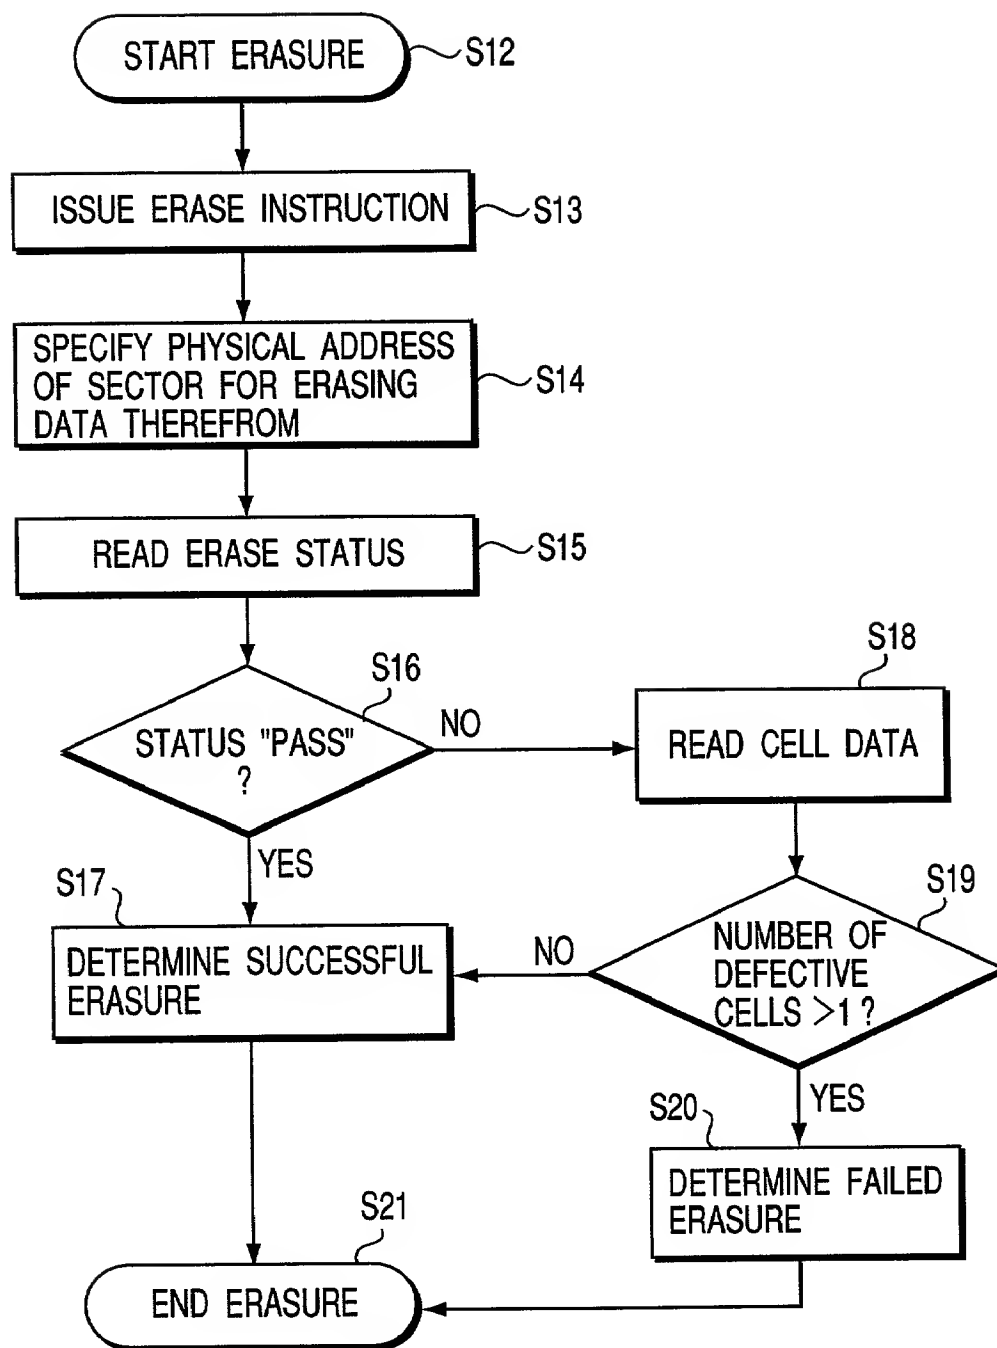 START ERASURE
S12
ISSUE ERASE INSTRUCTION
S13
SPECIFY PHYSICAL ADDRESS
OF SECTOR FOR ERASING
DATA THEREFROM
S14
READ ERASE STATUS
S15
S16
STATUS "PASS"
?
NO
YES
S18
READ CELL DATA
S17
DETERMINE SUCCESSFUL
ERASURE
S19
NUMBER OF
DEFECTIVE
CELLS >1 ?
NO
YES
S20
DETERMINE FAILED
ERASURE
S21
END ERASURE